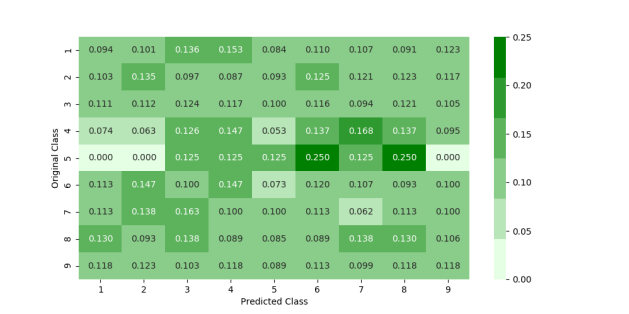 0.25
1 0.094 0.101 0.136 0.153 0.084 0.110 0.107 0.091 0.123
2 0.103 0.135 0.097 0.087 0.093 0.125 0.121 0.123 0.117
0.20
3 0.111 0.112 0.124 0.117 0.100 0.116 0.094 0.121 0.105
0.15
4 0.074 0.063 0.126 0.147 0.053 0.137 0.168 0.137 0.095
Original Class
5 0.000 0.000 0.125 0.125 0.125 0.250 0.125 0.250 0.000
0.10
6 0.113 0.147 0.100 0.147 0.073 0.120 0.107 0.093 0.100
7 0.113 0.138 0.163 0.100 0.100 0.113 0.062 0.113 0.100
0.05
8 0.130 0.093 0.138 0.089 0.085 0.089 0.138 0.130 0.106
9 0.118 0.123 0.103 0.118 0.089 0.113 0.099 0.118 0.118
0.00
1 2 3 4 5 6 7 8 9
Predicted Class